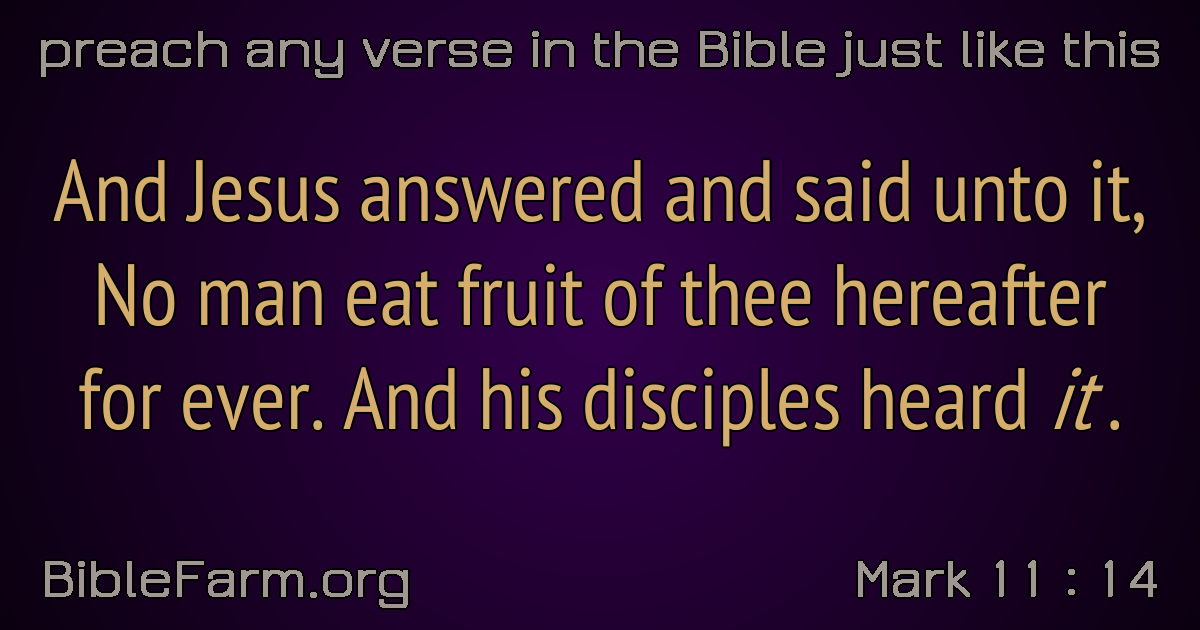 preach any verse in the Bible just like this
And Jesus answered and said unto it,
No man eat fruit of thee hereafter
for ever. And his disciples heard it .
BibleFarm.org
Mark 11 : 14